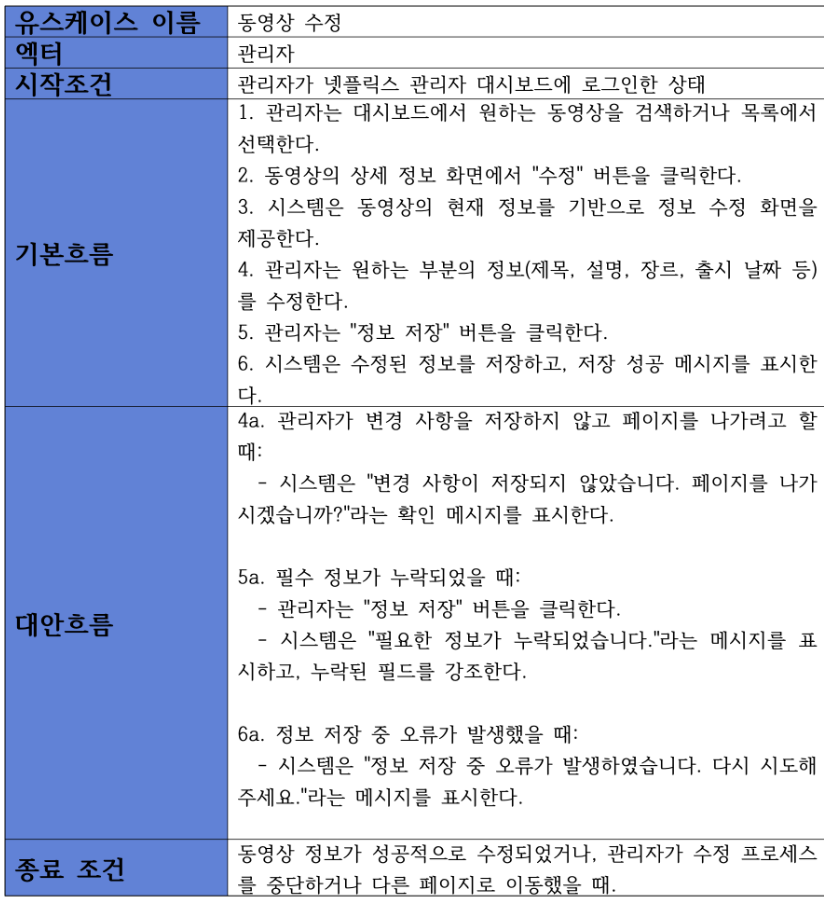 유스케이스 이름
동영상 수정
액터
관리자
시작조건
관리자가 넷플릭스 관리자 대시보드에 로그인한 상태
기본흐름
1. 관리자는 대시보드에서 원하는 동영상을 검색하거나 목록에서
선택한다.
2. 동영상의 상세 정보 화면에서 "수정" 버튼을 클릭한다.
3. 시스템은 동영상의 현재 정보를 기반으로 정보 수정 화면을
제공한다.
4. 관리자는 원하는 부분의 정보(제목, 설명, 장르, 출시 날짜 등)
를 수정한다.
5. 관리자는 "정보 저장" 버튼을 클릭한다.
6. 시스템은 수정된 정보를 저장하고, 저장 성공 메시지를 표시한
다.
대안흐름
4a. 관리자가 변경 사항을 저장하지 않고 페이지를 나가려고 할
때:
- 시스템은 "변경 사항이 저장되지 않았습니다. 페이지를 나가
시겠습니까?"라는 확인 메시지를 표시한다.
5a. 필수 정보가 누락되었을 때:
- 관리자는 "정보 저장" 버튼을 클릭한다.
- 시스템은 "필요한 정보가 누락되었습니다."라는 메시지를 표
시하고, 누락된 필드를 강조한다.
6a. 정보 저장 중 오류가 발생했을 때:
- 시스템은 "정보 저장 중 오류가 발생하였습니다. 다시 시도해
주세요."라는 메시지를 표시한다.
종료 조건
동영상 정보가 성공적으로 수정되었거나, 관리자가 수정 프로세스
를 중단하거나 다른 페이지로 이동했을 때.